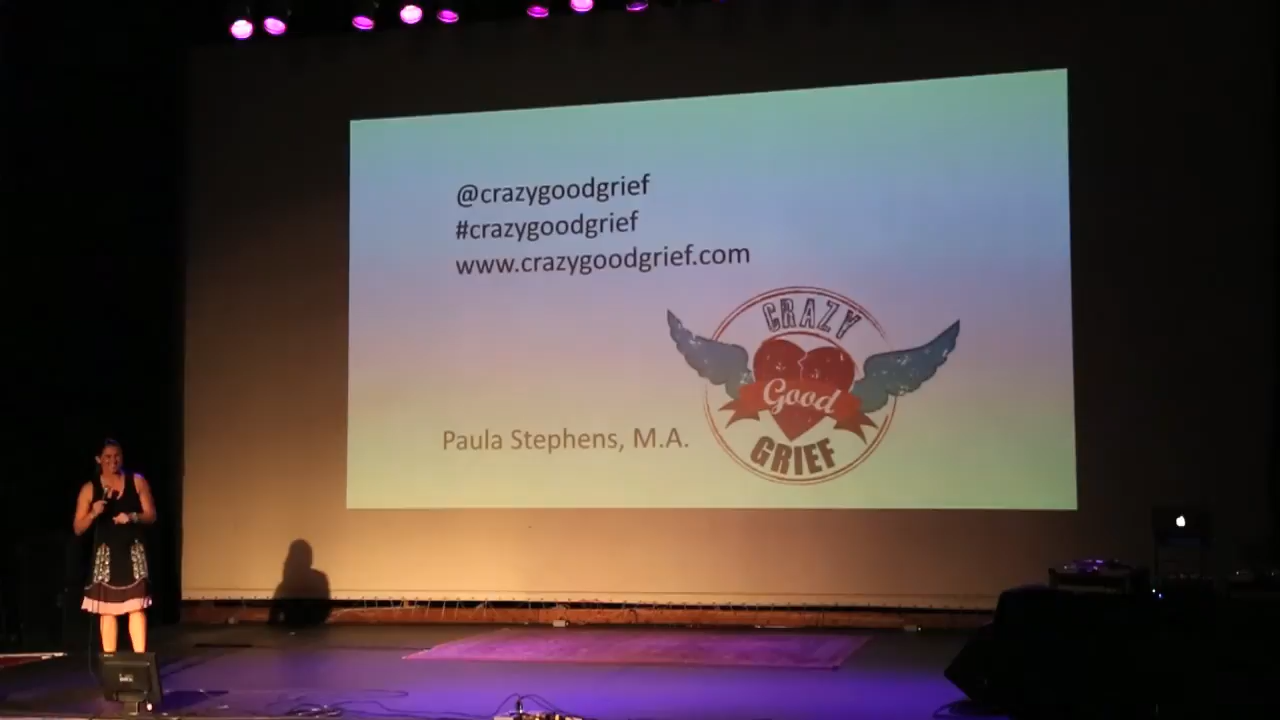 @crazygoodgrief
#crazygoodgrief
www.crazygoodgrief.com
CRAZY
Good
GRIEF
Paula Stephens, M.A.